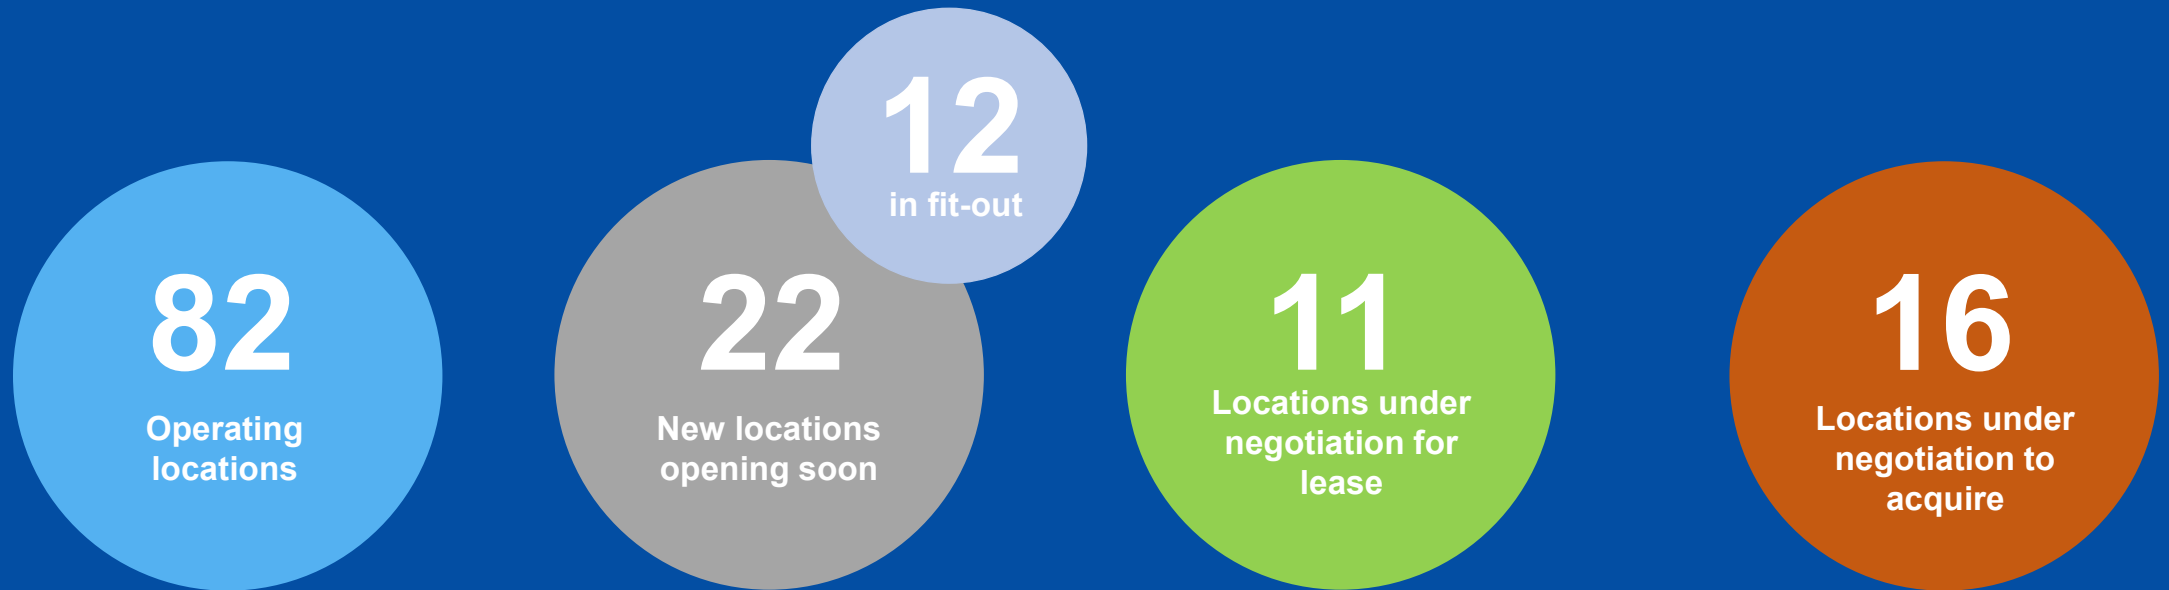 82
Operating
locations
12
in fit-out
22
New locations
opening soon
11
Locations under
negotiation for
lease
16
Locations under
negotiation to
acquire